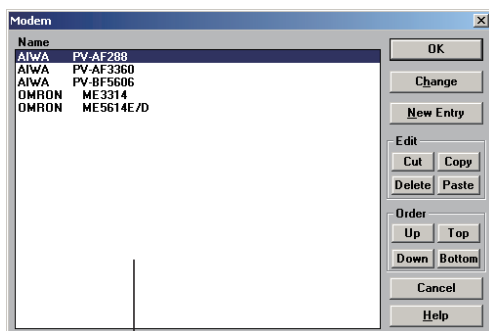 Modem
Name
AIWA PV-AF288
AIWA PV-AF3360
AIWA PV-BF5606
OMRON ME3314
OMRON ME5614E/D
OK
Change
New Entry
Edit
Cut Copy
Delete Paste
Order
Up Top
Down Bottom
Cancel
Help